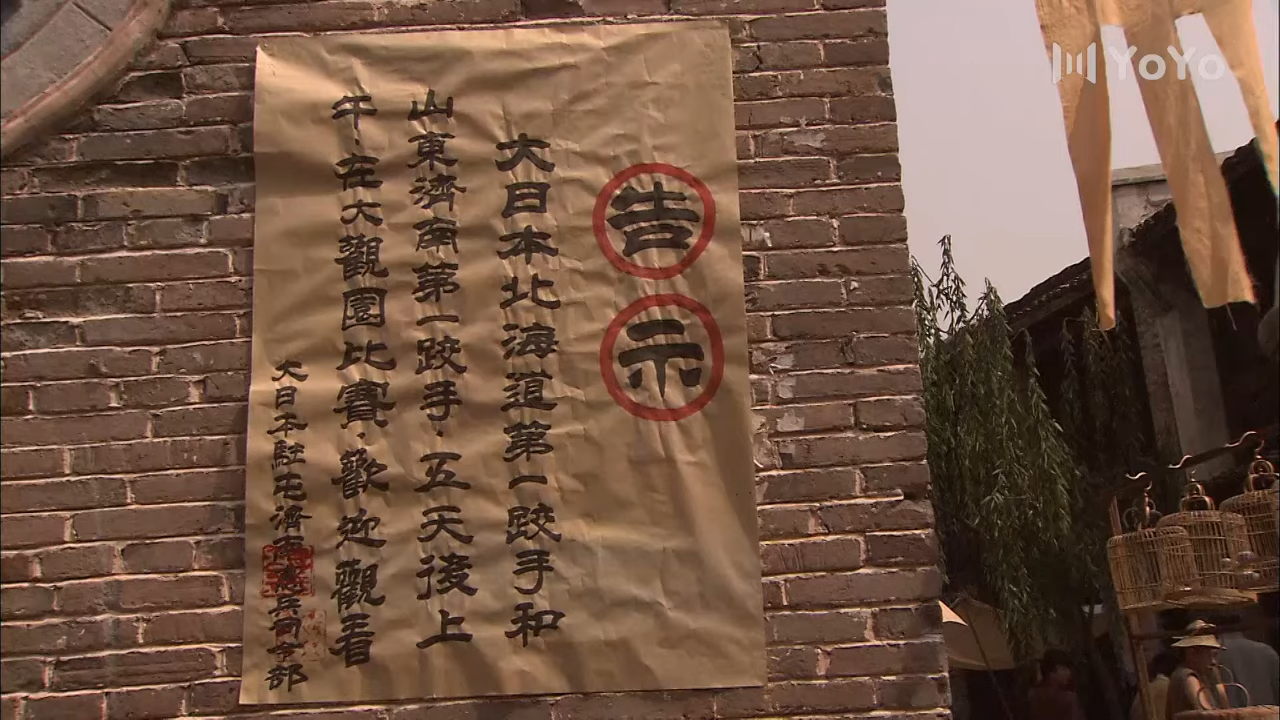 告示
大日本北海道第一跤手和
山東濟南第一跤手·五天後上
午·在大觀園比賽·歡迎觀看
大日本駐屯濟南憲兵司令部
YoYo